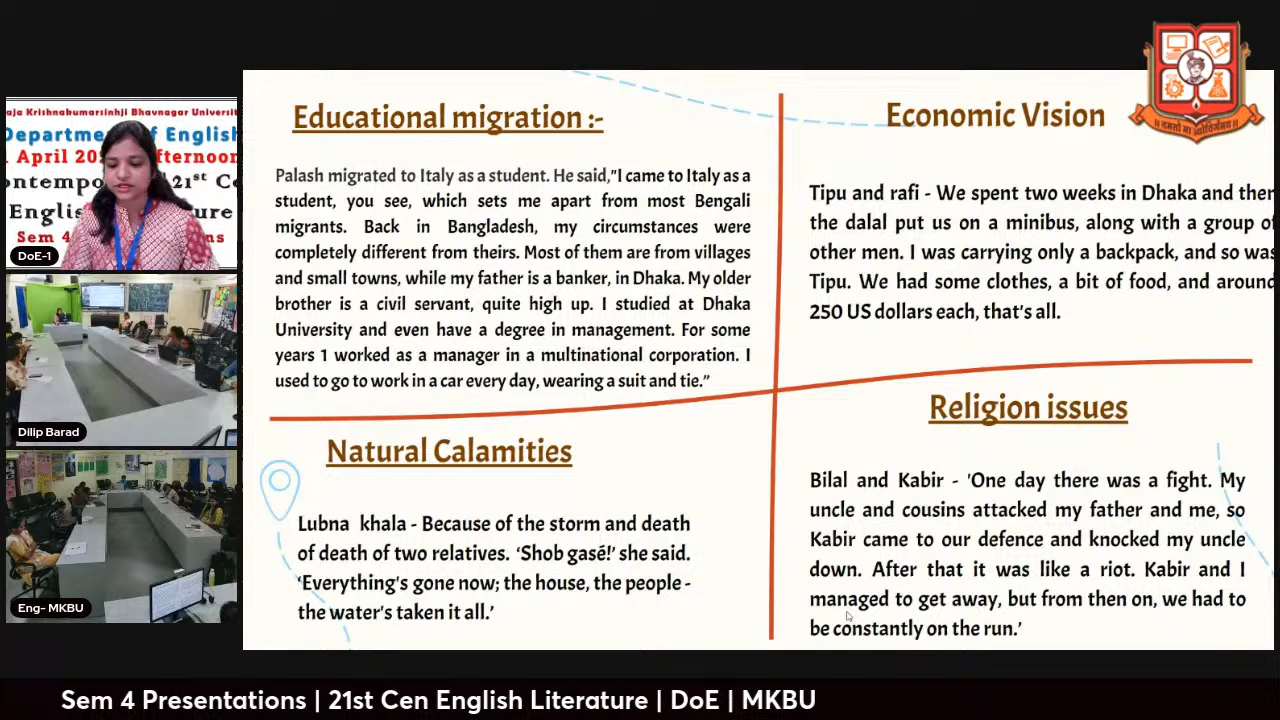 aja Krishnakumarsinhji Bhavnagar Universit
Department of English
April 20 fternoon
ontemp 21st Ce
Englis ure
Sem 4 ns
DoE-1
Dilip Barad
Eng- MKBU
Educational migration :-
Palash migrated to Italy as a student. He said,"I came to Italy as a
student, you see, which sets me apart from most Bengali
migrants. Back in Bangladesh, my circumstances were
completely different from theirs. Most of them are from villages
and small towns, while my father is a banker, in Dhaka. My older
brother is a civil servant, quite high up. I studied at Dhaka
University and even have a degree in management. For some
years 1 worked as a manager in a multinational corporation. I
used to go to work in a car every day, wearing a suit and tie.”
Economic Vision
Tipu and rafi - We spent two weeks in Dhaka and then
the dalal put us on a minibus, along with a group of
other men. I was carrying only a backpack, and so was
Tipu. We had some clothes, a bit of food, and around
250 US dollars each, that's all.
Natural Calamities
Lubna khala - Because of the storm and death
of death of two relatives. ‘Shob gasé!’ she said.
‘Everything's gone now; the house, the people -
the water's taken it all.’
Religion issues
Bilal and Kabir - 'One day there was a fight. My
uncle and cousins attacked my father and me, so
Kabir came to our defence and knocked my uncle
down. After that it was like a riot. Kabir and I
managed to get away, but from then on, we had to
be constantly on the run.’
Sem 4 Presentations | 21st Cen English Literature | DoE | MKBU